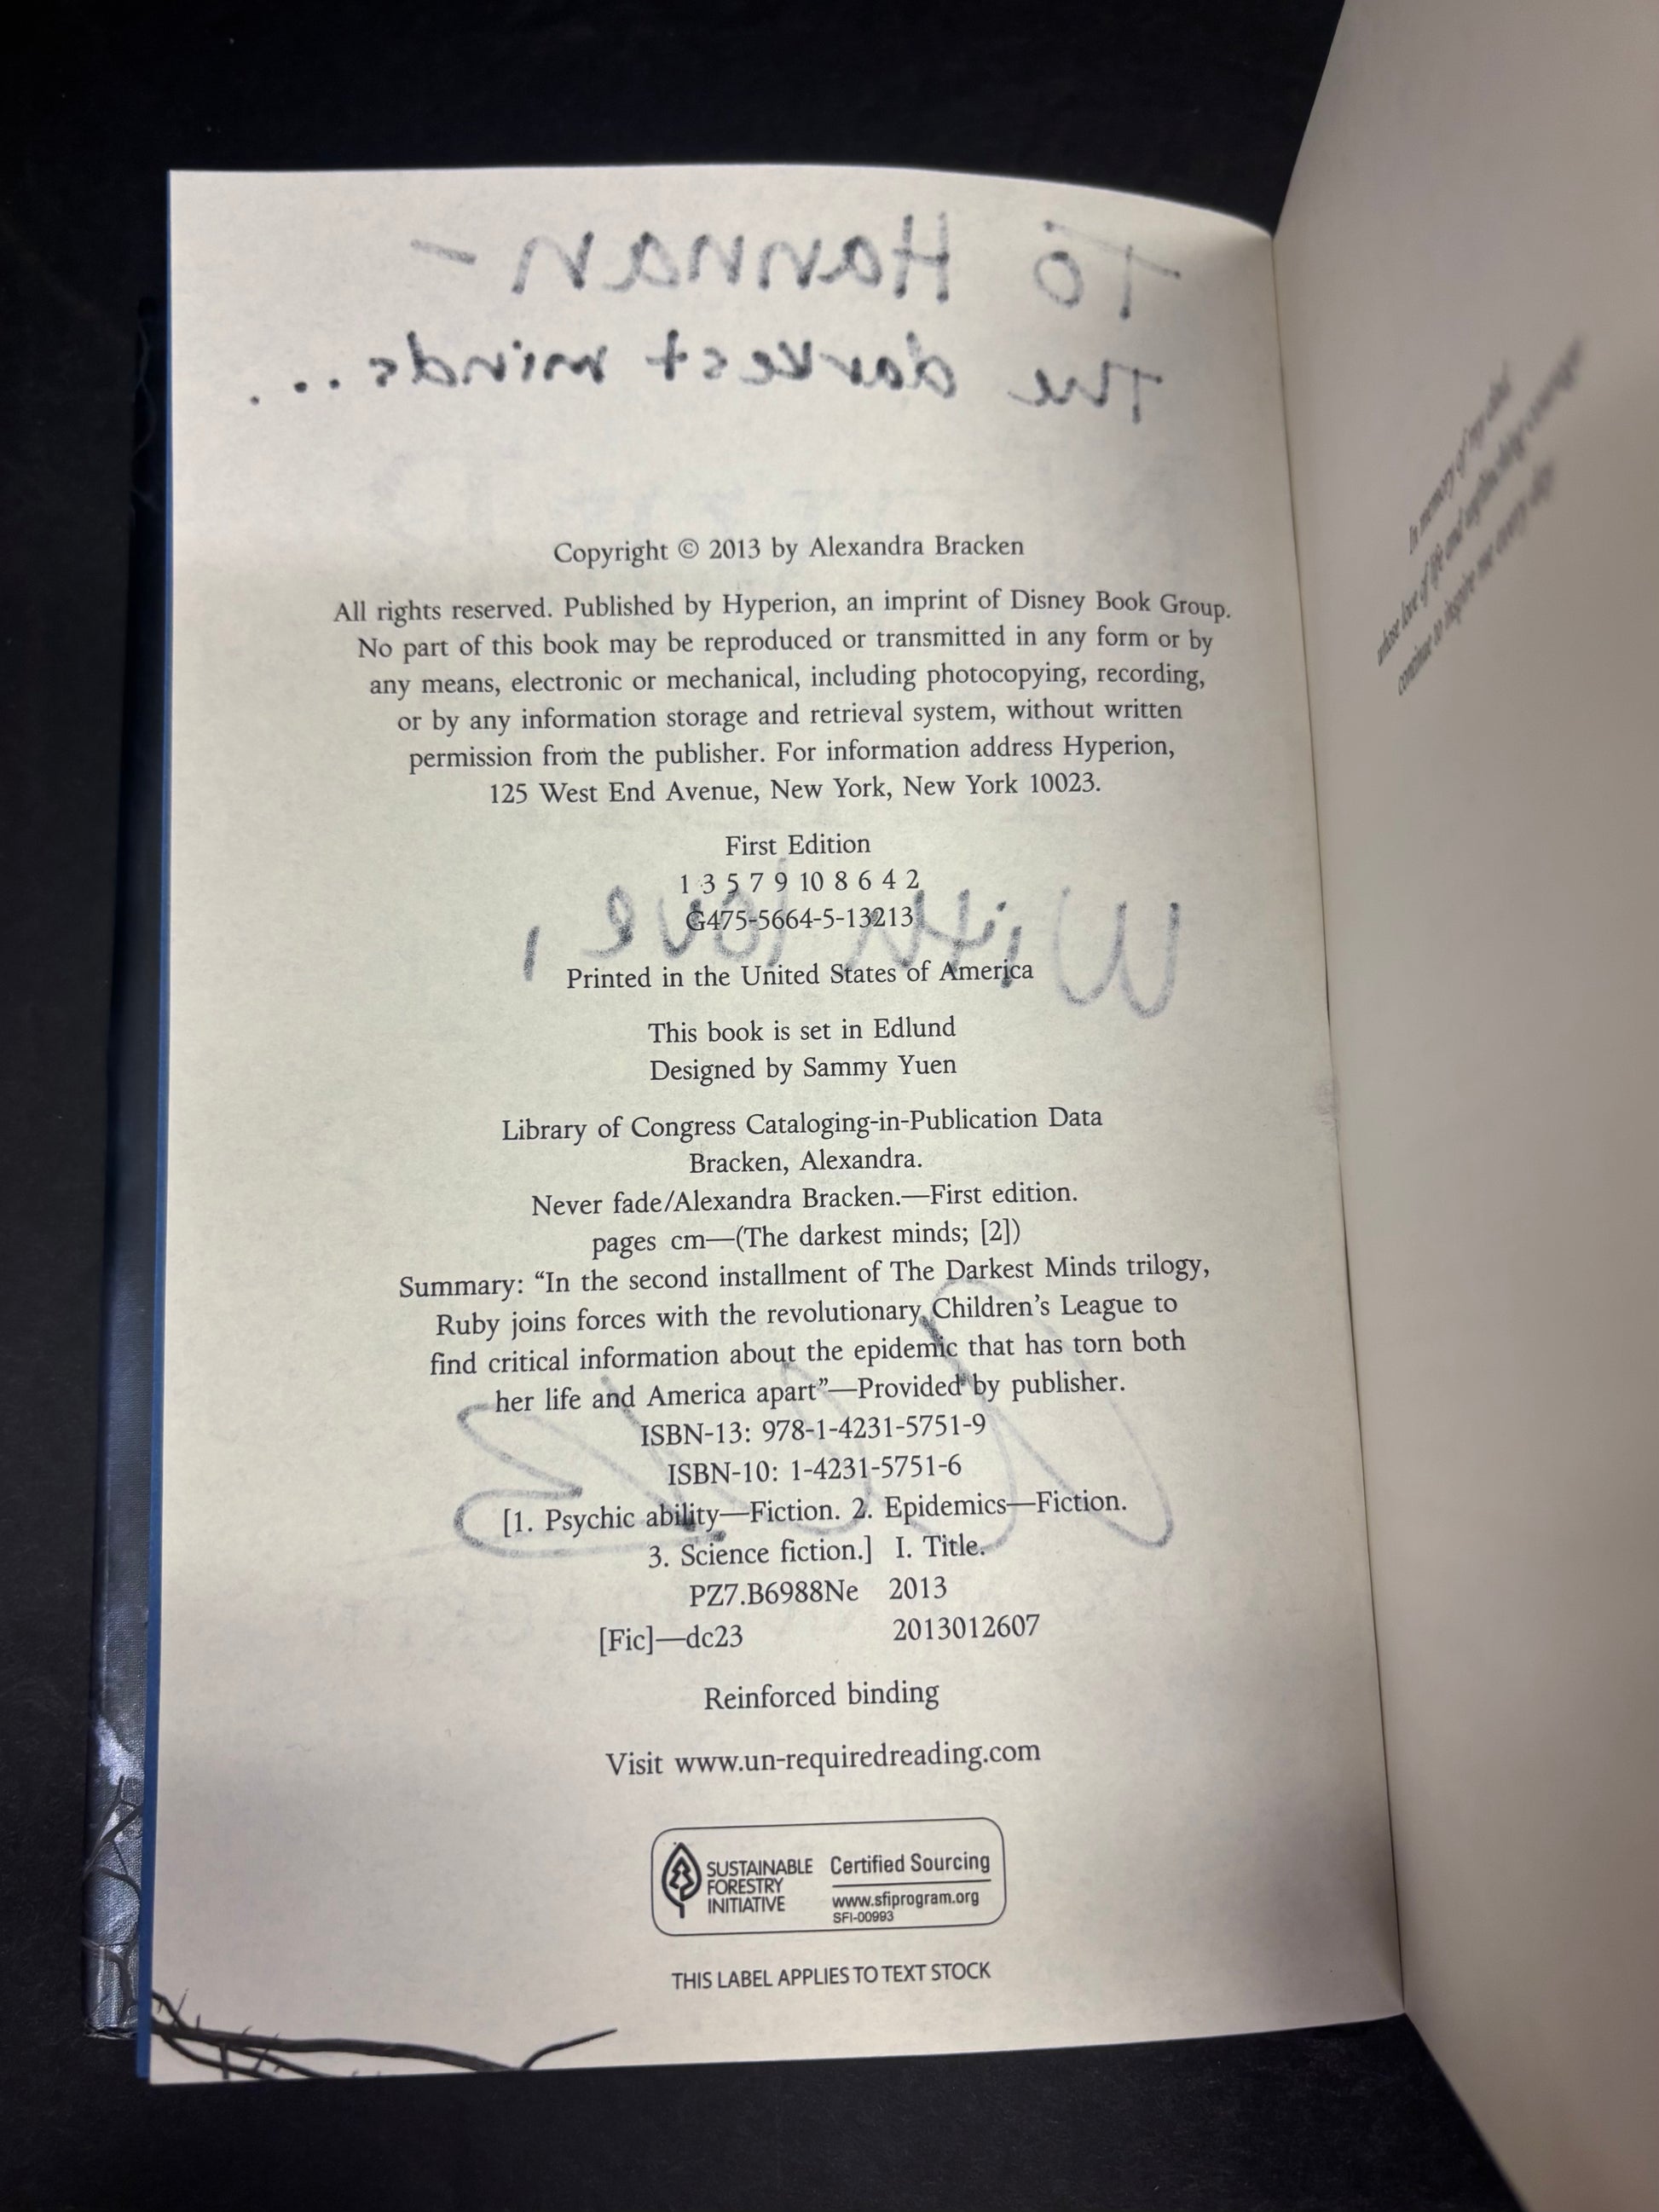 To Hannah –
The darkest minds...
Copyright © 2013 by Alexandra Bracken
All rights reserved. Published by Hyperion, an imprint of Disney Book Group.
No part of this book may be reproduced or transmitted in any form or by
any means, electronic or mechanical, including photocopying, recording,
or by any information storage and retrieval system, without written
permission from the publisher. For information address Hyperion,
125 West End Avenue, New York, New York 10023.
First Edition
1 3 5 7 9 10 8 6 4 2
G475-5664-5-13213
With love,
Printed in the United States of America
This book is set in Edlund
Designed by Sammy Yuen
Library of Congress Cataloging-in-Publication Data
Bracken, Alexandra.
Never fade/Alexandra Bracken.—First edition.
pages cm—(The darkest minds; [2])
Summary: “In the second installment of The Darkest Minds trilogy,
Ruby joins forces with the revolutionary Children’s League to
find critical information about the epidemic that has torn both
her life and America apart”—Provided by publisher.
ISBN-13: 978-1-4231-5751-9
ISBN-10: 1-4231-5751-6
[1. Psychic ability—Fiction. 2. Epidemics—Fiction.
3. Science fiction.] I. Title.
PZ7.B6988Ne 2013
[Fic]—dc23 2013012607
Reinforced binding
Visit www.un-requiredreading.com
SUSTAINABLE
FORESTRY
INITIATIVE
Certified Sourcing
www.sfiprogram.org
SFI-00993
THIS LABEL APPLIES TO TEXT STOCK
In memory of my
whose love of life and
continue to inspire me every day